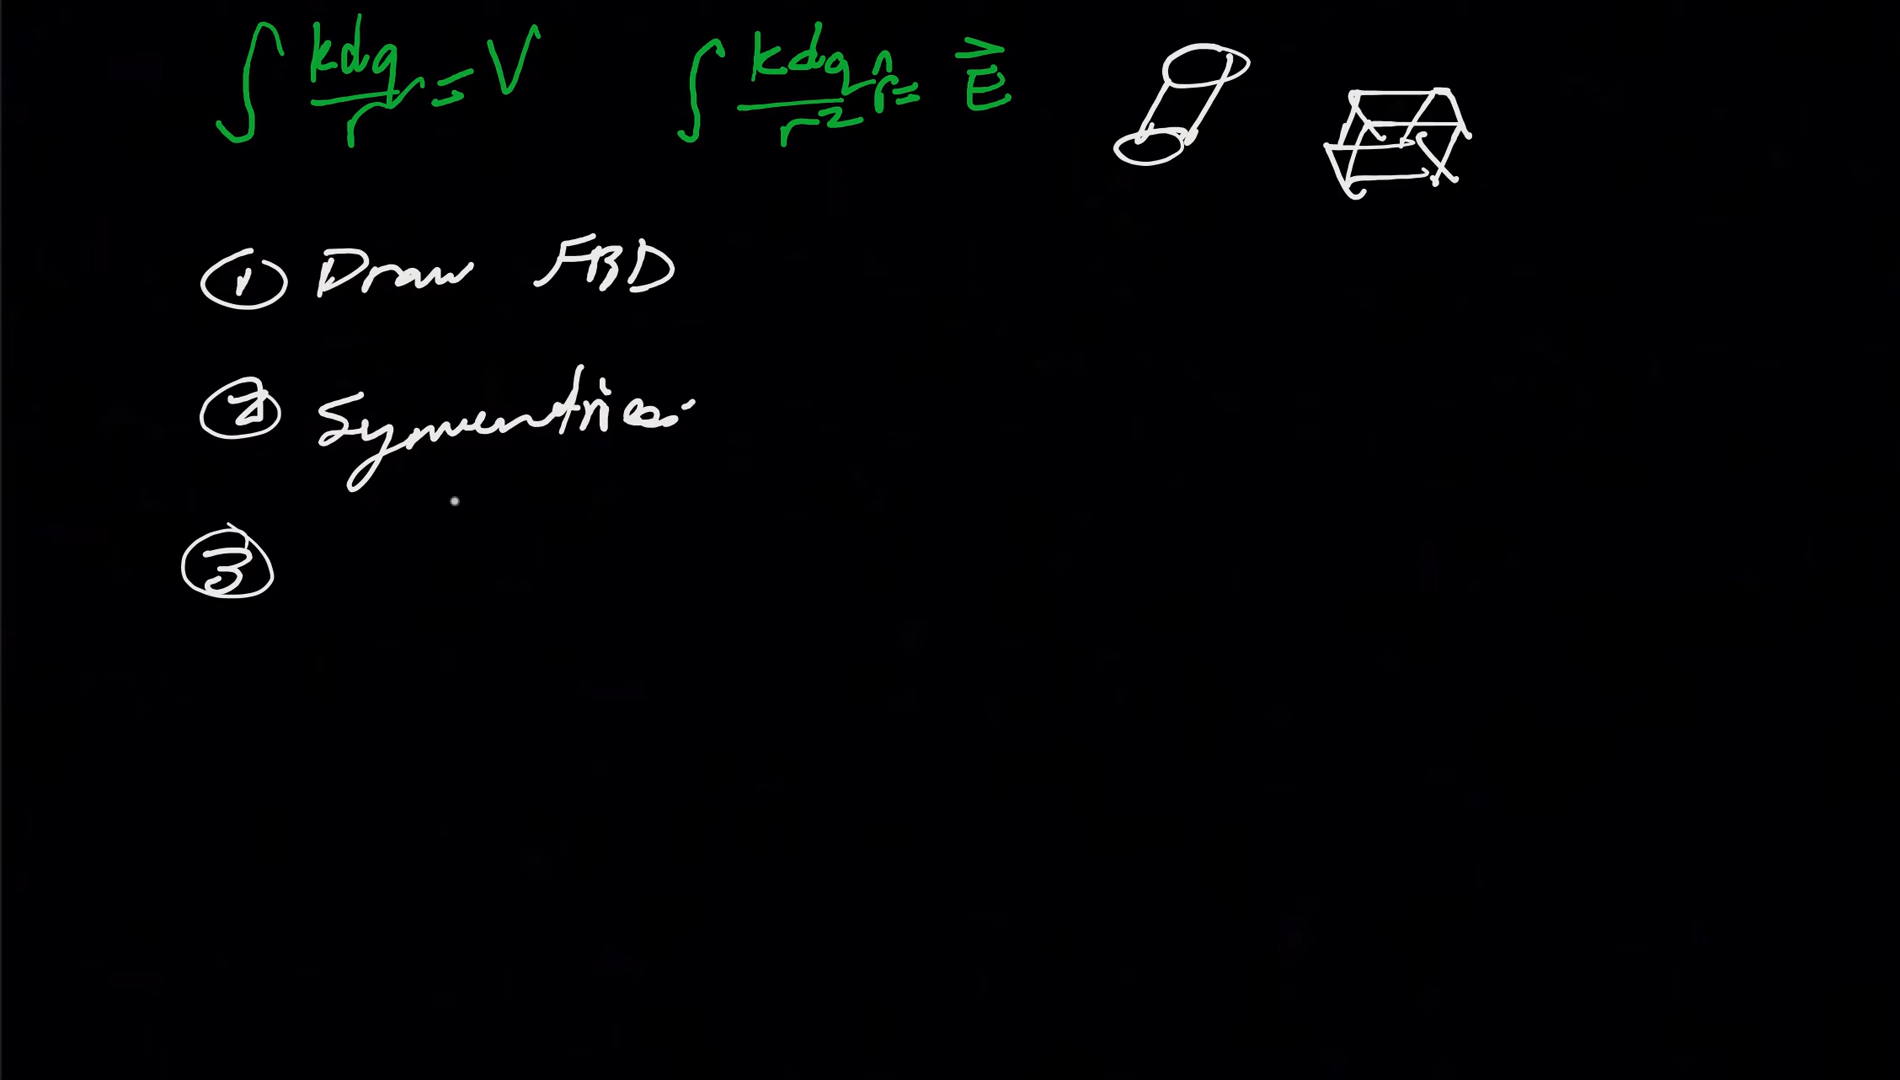 ∫ kdq/r = V
∫ kdq/r² r̂ = E⃗
① Draw FBD
② Symmetries
③